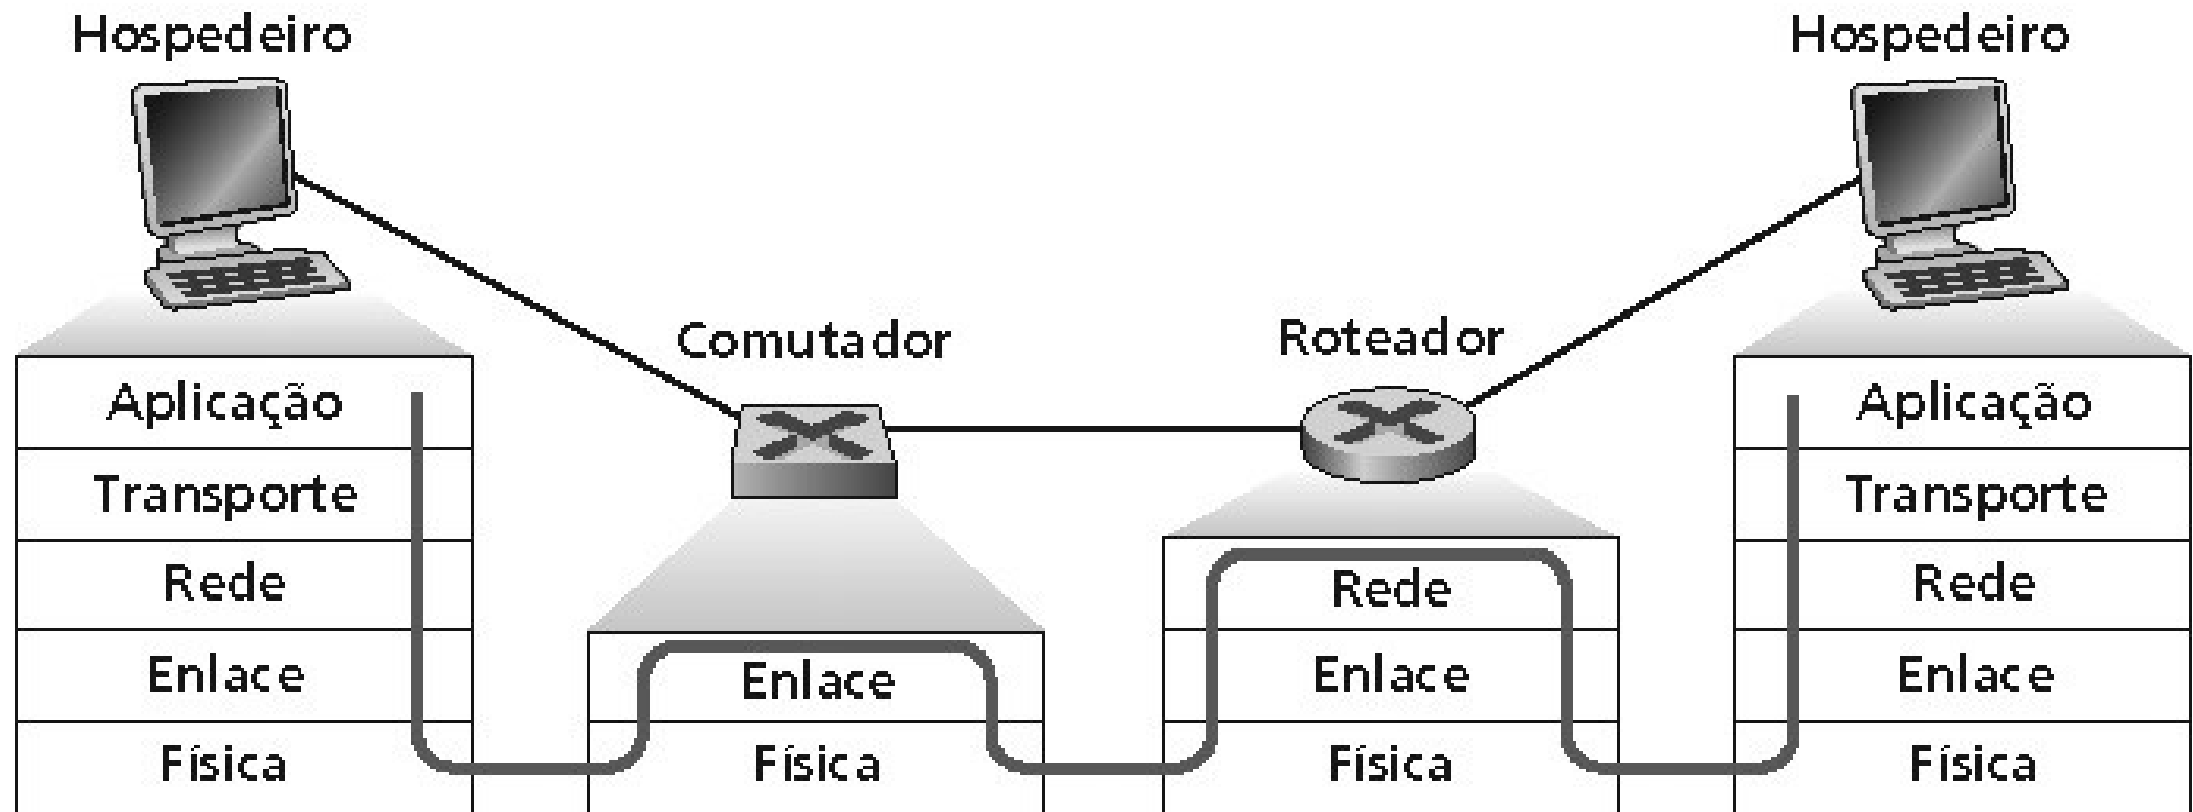 Hospedeiro
Hospedeiro
Comutador
Roteador
Aplicação
Transporte
Rede
Enlace
Física
Enlace
Física
Rede
Enlace
Física
Aplicação
Transporte
Rede
Enlace
Física